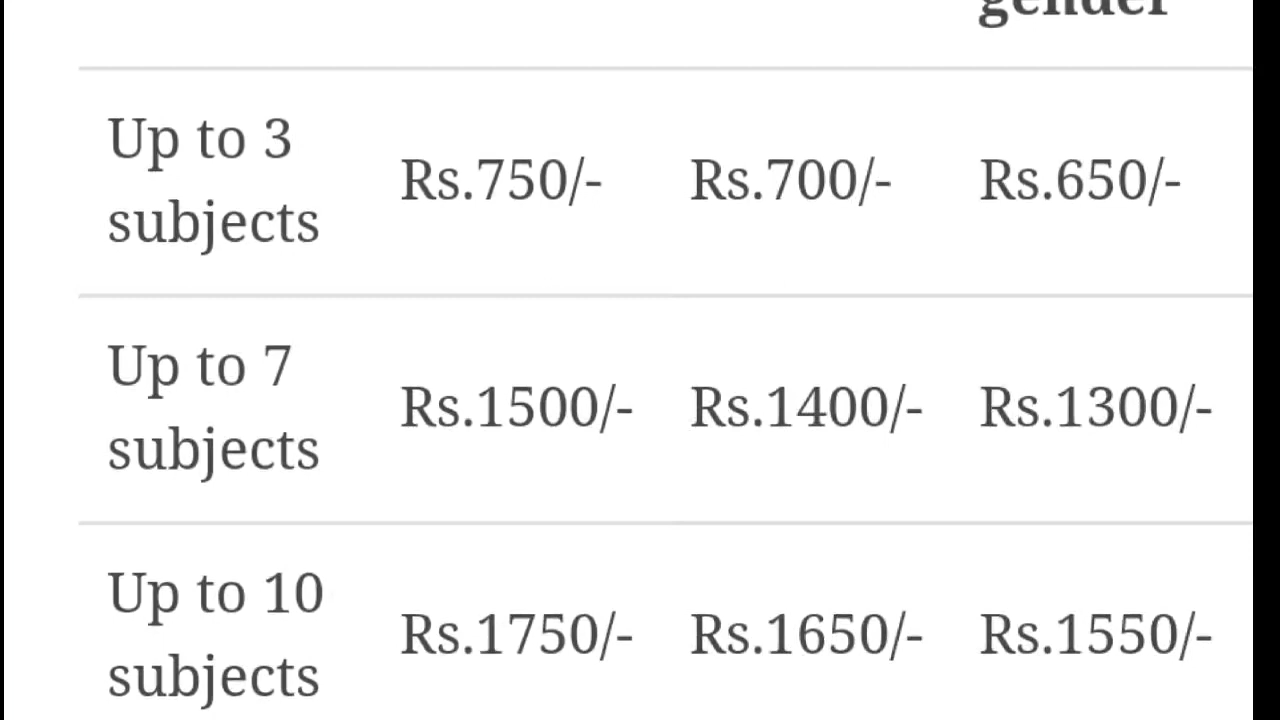 gender
Up to 3
subjects
Rs.750/-
Rs.700/-
Rs.650/-
Up to 7
subjects
Rs.1500/-
Rs.1400/-
Rs.1300/-
Up to 10
subjects
Rs.1750/-
Rs.1650/-
Rs.1550/-